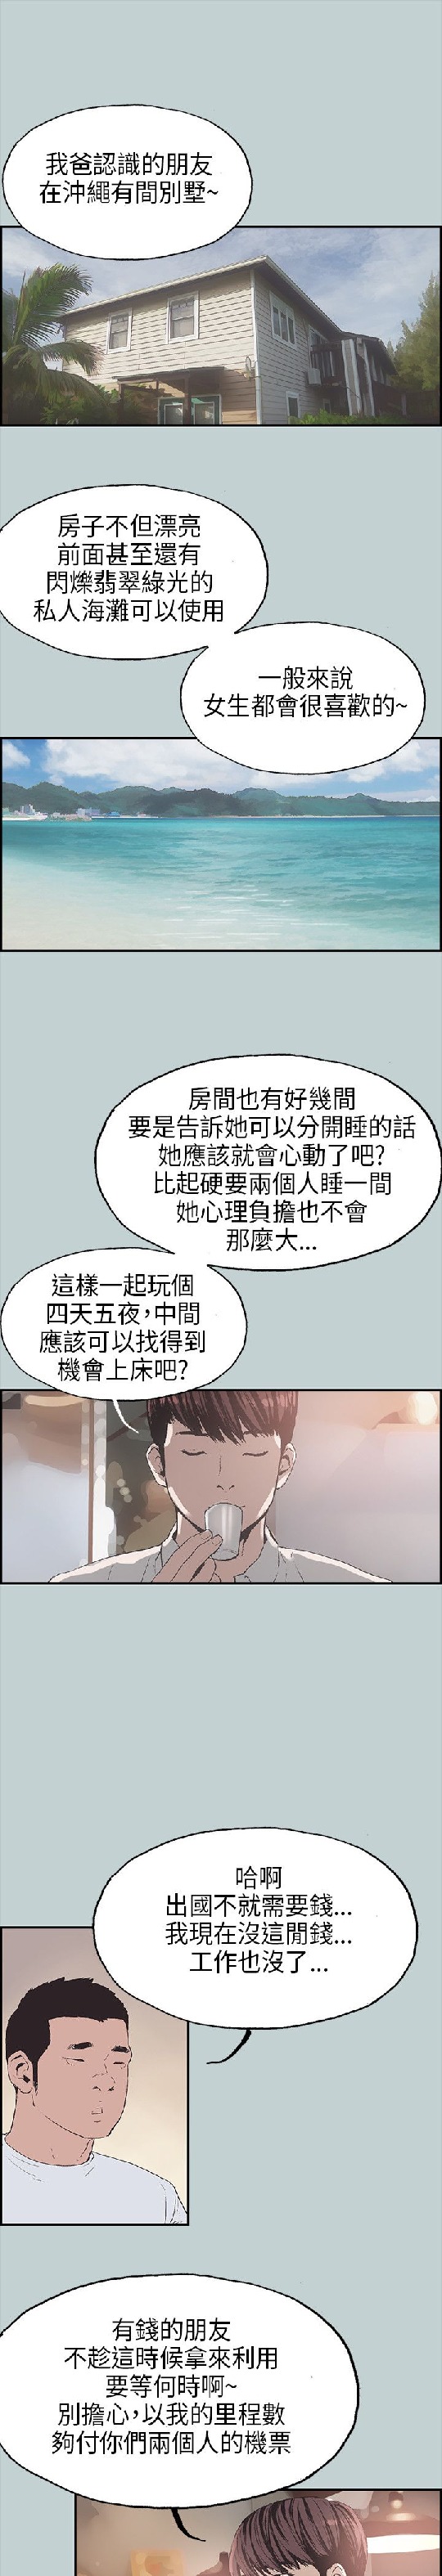 我爸認識的朋友
在沖繩有間別墅~
房子不但漂亮
前面甚至還有
閃爍翡翠綠光的
私人海灘可以使用
一般來說
女生都會很喜歡的~
房間也有好幾間
要是告訴她可以分開睡的話
她應該就會心動了吧?
比起硬要兩個人睡一間
她心理負擔也不會
那麼大...
這樣一起玩個
四天五夜,中間
應該可以找得到
機會上床吧?
哈啊
出國不就需要錢...
我現在沒這閒錢...
工作也沒了...
有錢的朋友
不趁這時候拿來利用
要等何時啊~
別擔心,以我的里程數
夠付你們兩個人的機票